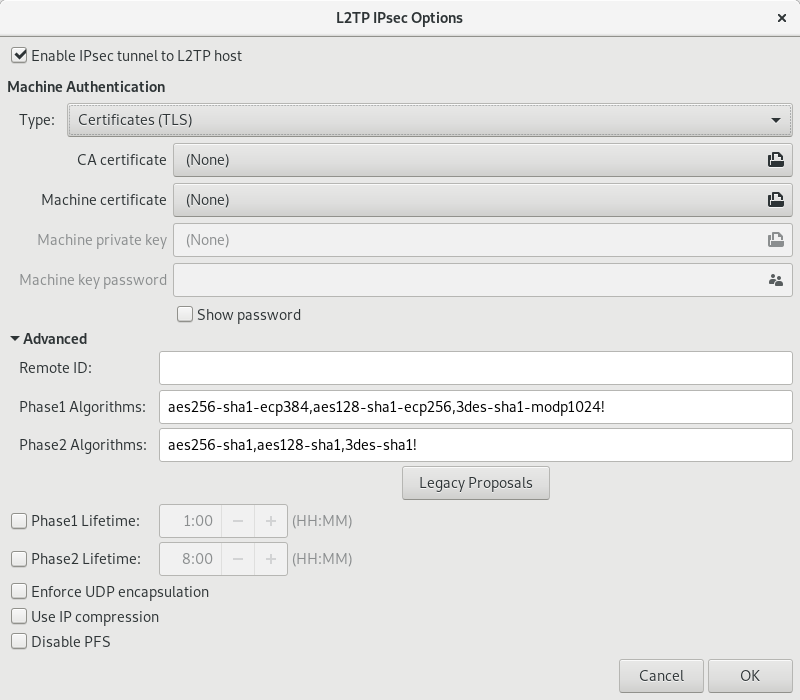 L2TP IPsec Options
Enable IPsec tunnel to L2TP host
Machine Authentication
Type: Certificates (TLS)
CA certificate (None)
Machine certificate (None)
Machine private key (None)
Machine key password
Show password
Advanced
Remote ID:
Phase1 Algorithms: aes256-sha1-ecp384,aes128-sha1-ecp256,3des-sha1-modp1024!
Phase2 Algorithms: aes256-sha1,aes128-sha1,3des-sha1!
Legacy Proposals
Phase1 Lifetime: 1:00 − + (HH:MM)
Phase2 Lifetime: 8:00 − + (HH:MM)
Enforce UDP encapsulation
Use IP compression
Disable PFS
Cancel OK